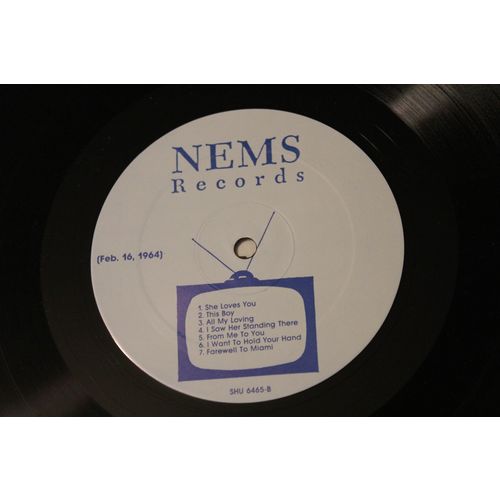 NEMS
Records
(Feb. 16, 1964)
1. She Loves You
2. This Boy
3. All My Loving
4. I Saw Her Standing There
5. From Me To You
6. I Want To Hold Your Hand
7. Farewell To Miami
SHU 6465-B